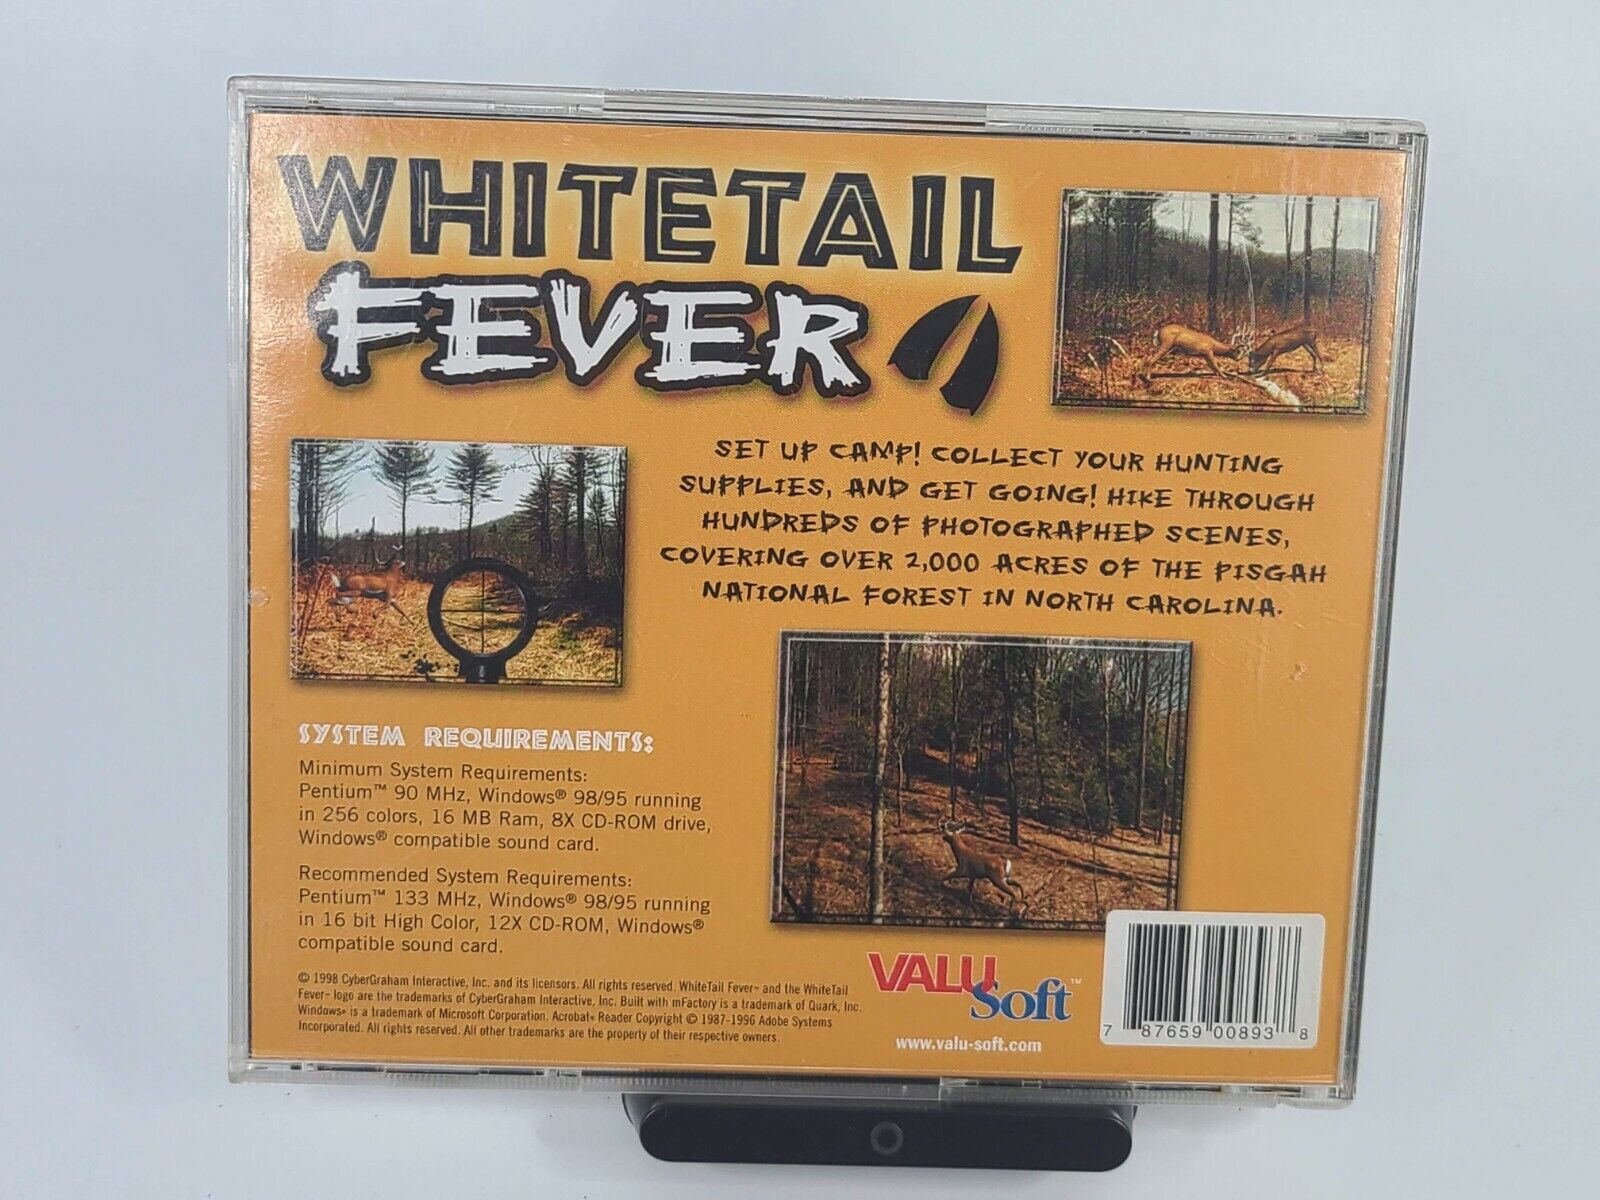 WHITETAIL
FEVER
SET UP CAMP! COLLECT YOUR HUNTING
SUPPLIES, AND GET GOING! HIKE THROUGH
HUNDREDS OF PHOTOGRAPHED SCENES,
COVERING OVER 2,000 ACRES OF THE PISGAH
NATIONAL FOREST IN NORTH CAROLINA.
SYSTEM REQUIREMENTS:
Minimum System Requirements:
Pentium™ 90 MHz, Windows® 98/95 running
in 256 colors, 16 MB Ram, 8X CD-ROM drive,
Windows® compatible sound card.
Recommended System Requirements:
Pentium™ 133 MHz, Windows® 98/95 running
in 16 bit High Color, 12X CD-ROM, Windows®
compatible sound card.
© 1998 CyberGraham Interactive, Inc. and its licensors. All rights reserved. WhiteTail Fever™ and the WhiteTail
Fever™ logo are the trademarks of CyberGraham Interactive, Inc. Built with mFactory is a trademark of Quark, Inc.
Windows® is a trademark of Microsoft Corporation. Acrobat® Reader Copyright © 1987-1996 Adobe Systems
Incorporated. All rights reserved. All other trademarks are the property of their respective owners.
VALU
Soft™
www.valu-soft.com
7 87659 00893 8